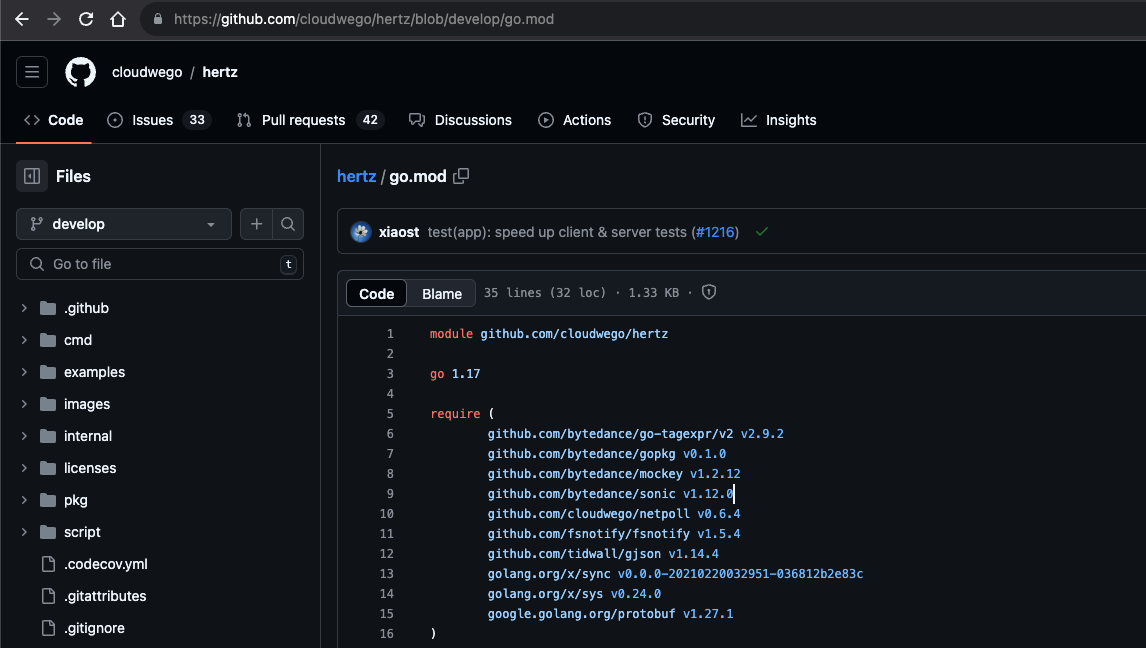 https://github.com/cloudwego/hertz/blob/develop/go.mod
cloudwego / hertz
Code Issues 33 Pull requests 42 Discussions Actions Security Insights
Files
develop
Go to file t
.github
cmd
examples
images
internal
licenses
pkg
script
.codecov.yml
.gitattributes
.gitignore
hertz / go.mod
xiaost test(app): speed up client & server tests (#1216)
Code Blame 35 lines (32 loc) · 1.33 KB ·
1 module github.com/cloudwego/hertz
2
3 go 1.17
4
5 require (
6 github.com/bytedance/go-tagexpr/v2 v2.9.2
7 github.com/bytedance/gopkg v0.1.0
8 github.com/bytedance/mockey v1.2.12
9 github.com/bytedance/sonic v1.12.0
10 github.com/cloudwego/netpoll v0.6.4
11 github.com/fsnotify/fsnotify v1.5.4
12 github.com/tidwall/gjson v1.14.4
13 golang.org/x/sync v0.0.0-20210220032951-036812b2e83c
14 golang.org/x/sys v0.24.0
15 google.golang.org/protobuf v1.27.1
16 )